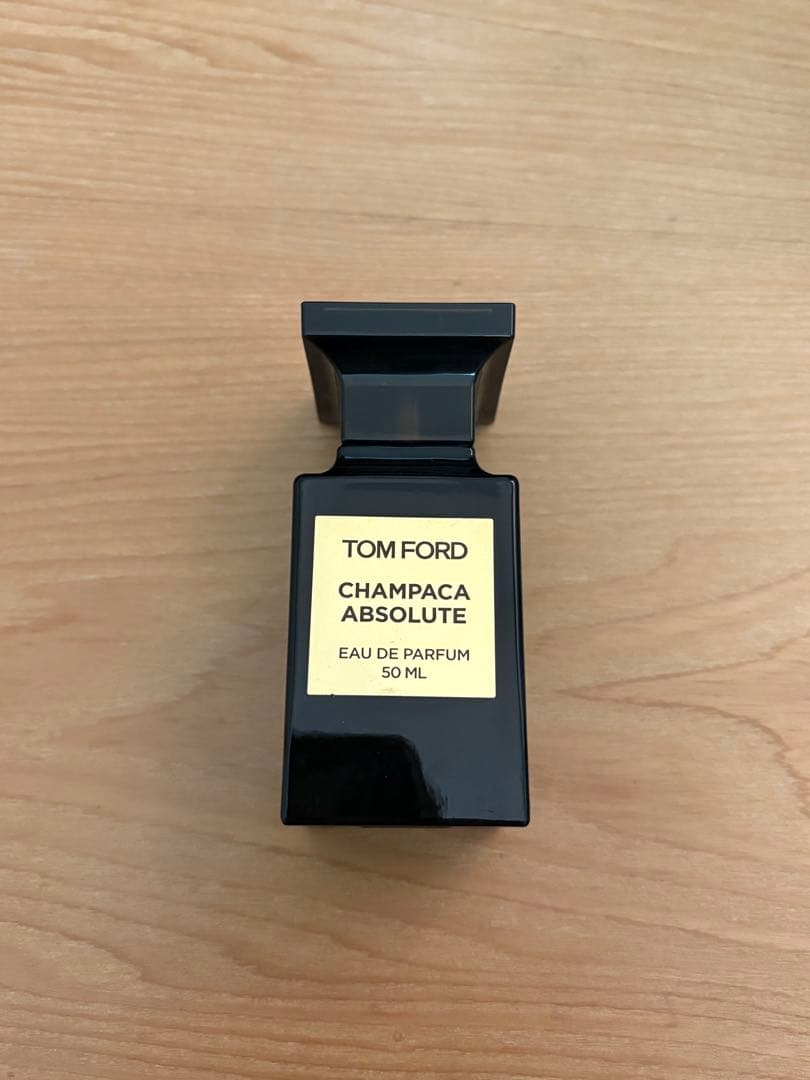 TOM FORD
CHAMPACA
ABSOLUTE
EAU DE PARFUM
50 ML